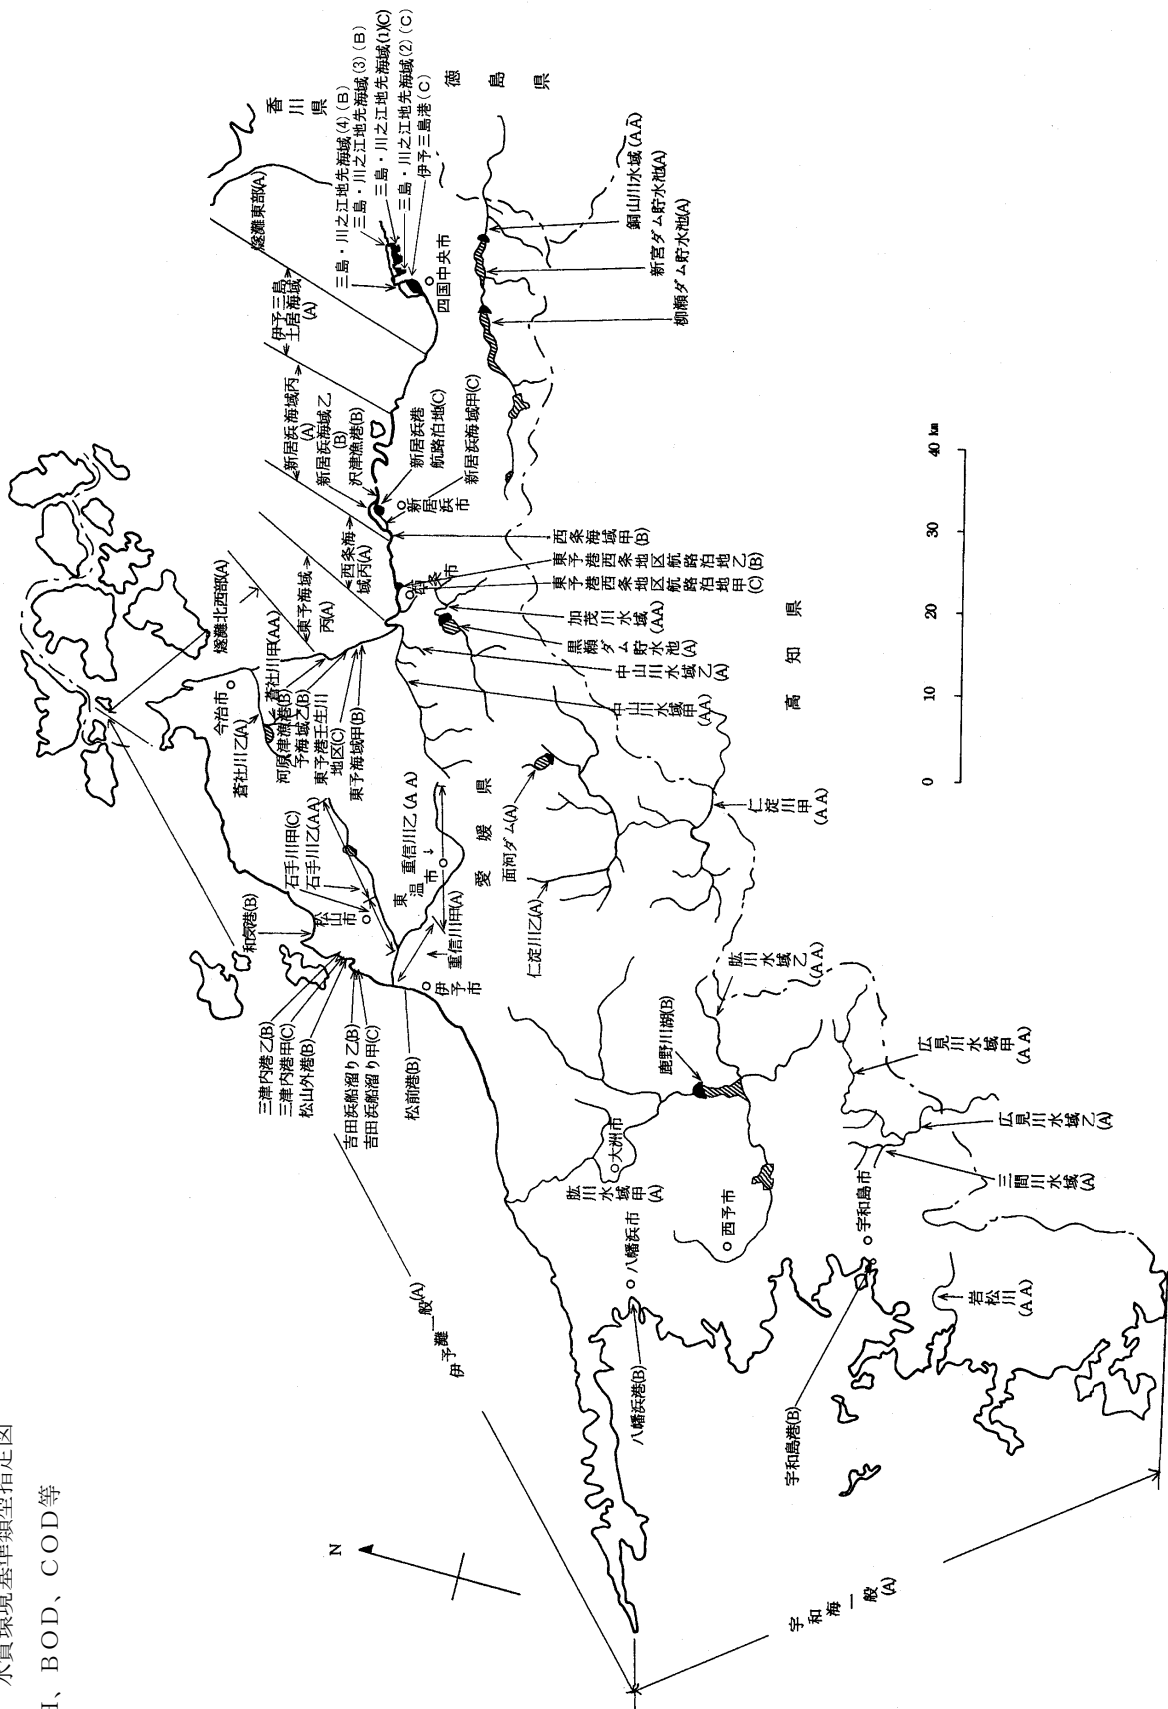 水質環境基準類型指定図
H、BOD、COD等
香川県
徳島県
高知県
愛媛県
燧灘東部(A)
三島・川之江地先海域(4)(B)
三島・川之江地先海域(3)(B)
三島・川之江地先海域(1)(C)
三島・川之江地先海域(2)(C)
伊予三島港(C)
四国中央市
伊予三島
土居海域
(A)
新居浜海域丙
(A)
新居浜海域乙
(B)
沢津漁港(B)
新居浜港
航路泊地(C)
新居浜海域甲(C)
新居浜市
銅山川水域(AA)
新宮ダム貯水池(A)
柳瀬ダム貯水池(A)
西条海域丙(A)
西条海域甲(B)
東予港西条地区航路泊地乙(B)
東予港西条地区航路泊地甲(C)
西条市
加茂川水域(AA)
黒瀬ダム貯水池(A)
中山川水域乙(A)
中山川水域甲(AA)
燧灘北西部(A)
東予海域
丙(A)
今治市
蒼社川甲(AA)
蒼社川乙(A)
河原津漁港(B)
予海域乙(B)
東予港壬生川
地区(C)
東予海域甲(B)
石手川甲(C)
石手川乙(AA)
重信川乙(AA)
東温市
重信川甲(A)
面河ダム(A)
仁淀川甲(AA)
仁淀川乙(A)
和気港(B)
松山市
伊予市
三津内港乙(B)
三津内港甲(C)
松山外港(B)
吉田浜船溜り乙(B)
吉田浜船溜り甲(C)
松前港(B)
伊予灘一般(A)
肱川水域乙(AA)
鹿野川湖(B)
大洲市
肱川水域甲(A)
八幡浜市
八幡浜港(B)
西予市
広見川水域甲(AA)
広見川水域乙(A)
三間川水域(A)
宇和島市
宇和島港(B)
岩松川(AA)
宇和海一般(A)
N
0 10 20 30 40 km